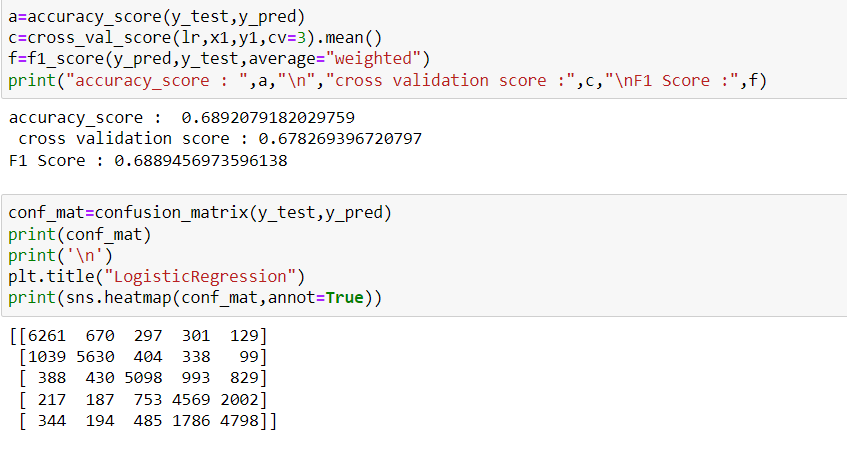 a=accuracy_score(y_test,y_pred)
c=cross_val_score(lr,x1,y1,cv=3).mean()
f=f1_score(y_pred,y_test,average="weighted")
print("accuracy_score : ",a,"\n","cross validation score :",c,"\nF1 Score :",f)
accuracy_score :  0.6892079182029759
 cross validation score : 0.678269396720797
F1 Score : 0.6889456973596138
conf_mat=confusion_matrix(y_test,y_pred)
print(conf_mat)
print('\n')
plt.title("LogisticRegression")
print(sns.heatmap(conf_mat,annot=True))
[[6261  670  297  301  129]
 [1039 5630  404  338   99]
 [ 388  430 5098  993  829]
 [ 217  187  753 4569 2002]
 [ 344  194  485 1786 4798]]